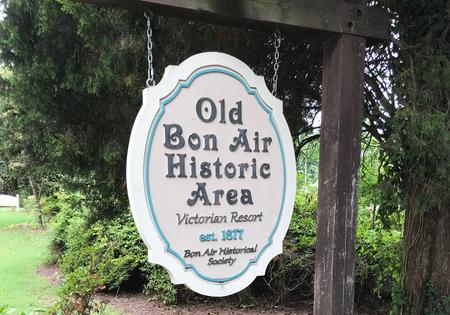 Old
Bon Air
Historic
Area
Victorian Resort
est. 1877
Bon Air Historical
Society